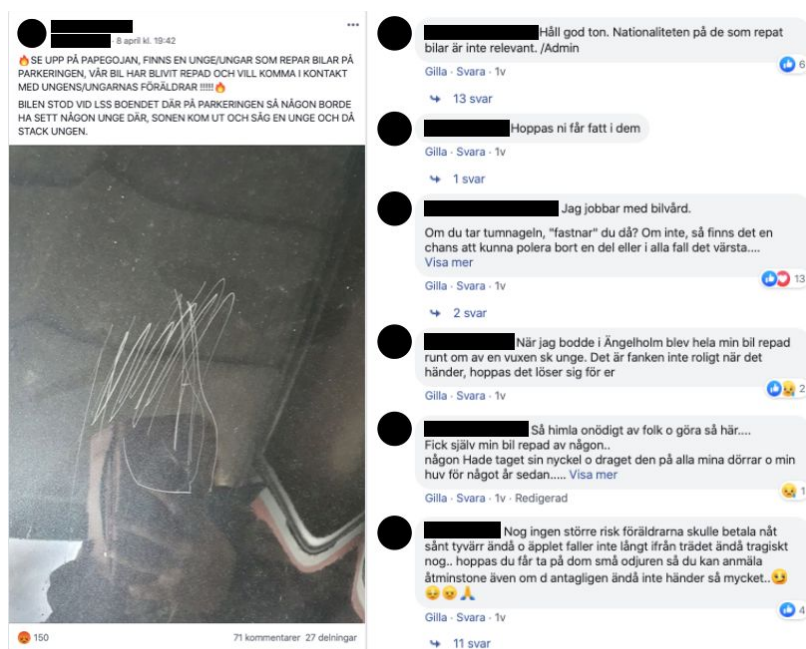 8 april kl. 19:42
🔥SE UPP PÅ PAPEGOJAN, FINNS EN UNGE/UNGAR SOM REPAR BILAR PÅ
PARKERINGEN, VÅR BIL HAR BLIVIT REPAD OCH VILL KOMMA I KONTAKT
MED UNGENS/UNGARNAS FÖRÄLDRAR !!!!!🔥
BILEN STOD VID LSS BOENDET DÄR PÅ PARKERINGEN SÅ NÅGON BORDE
HA SETT NÅGON UNGE DÄR, SONEN KOM UT OCH SÅG EN UNGE OCH DÅ
STACK UNGEN.
150
71 kommentarer 27 delningar
Håll god ton. Nationaliteten på de som repat
bilar är inte relevant. /Admin
Gilla · Svara · 1v
6
13 svar
Hoppas ni får fatt i dem
Gilla · Svara · 1v
1 svar
Jag jobbar med bilvård.
Om du tar tumnageln, "fastnar" du då? Om inte, så finns det en
chans att kunna polera bort en del eller i alla fall det värsta....
Visa mer
Gilla · Svara · 1v
13
2 svar
När jag bodde i Ängelholm blev hela min bil repad
runt om av en vuxen sk unge. Det är fanken inte roligt när det
händer, hoppas det löser sig för er
Gilla · Svara · 1v
2
Så himla onödigt av folk o göra så här....
Fick själv min bil repad av någon..
någon Hade taget sin nyckel o draget den på alla mina dörrar o min
huv för något år sedan..... Visa mer
Gilla · Svara · 1v · Redigerad
1
Nog ingen större risk föräldrarna skulle betala nåt
sånt tyvärr ändå o äpplet faller inte långt ifrån trädet ändå tragiskt
nog.. hoppas du får ta på dom små odjuren så du kan anmäla
åtminstone även om d antagligen ändå inte händer så mycket..🤒
😣😠🙏
Gilla · Svara · 1v
4
11 svar